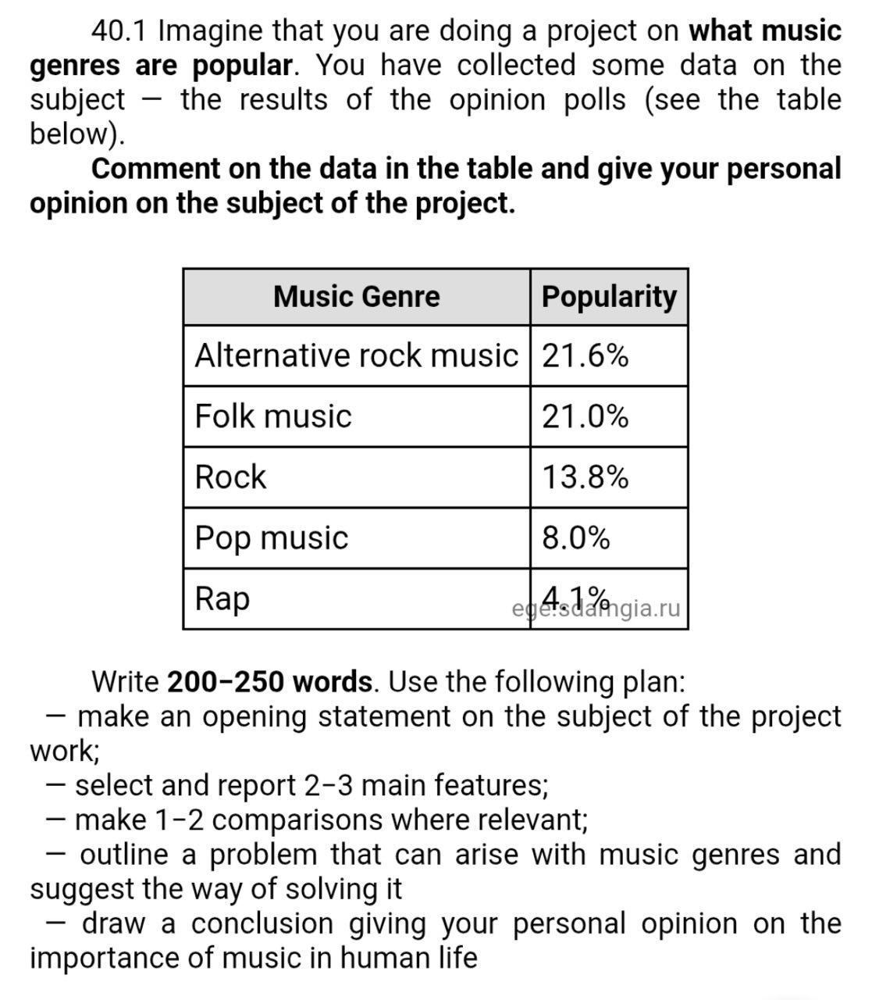 40.1 Imagine that you are doing a project on what music
genres are popular. You have collected some data on the
subject — the results of the opinion polls (see the table
below).
Comment on the data in the table and give your personal
opinion on the subject of the project.
Music Genre Popularity
Alternative rock music 21.6%
Folk music 21.0%
Rock 13.8%
Pop music 8.0%
Rap 4.1%
ege.sdamgia.ru
Write 200–250 words. Use the following plan:
— make an opening statement on the subject of the project
work;
— select and report 2–3 main features;
— make 1–2 comparisons where relevant;
— outline a problem that can arise with music genres and
suggest the way of solving it
— draw a conclusion giving your personal opinion on the
importance of music in human life